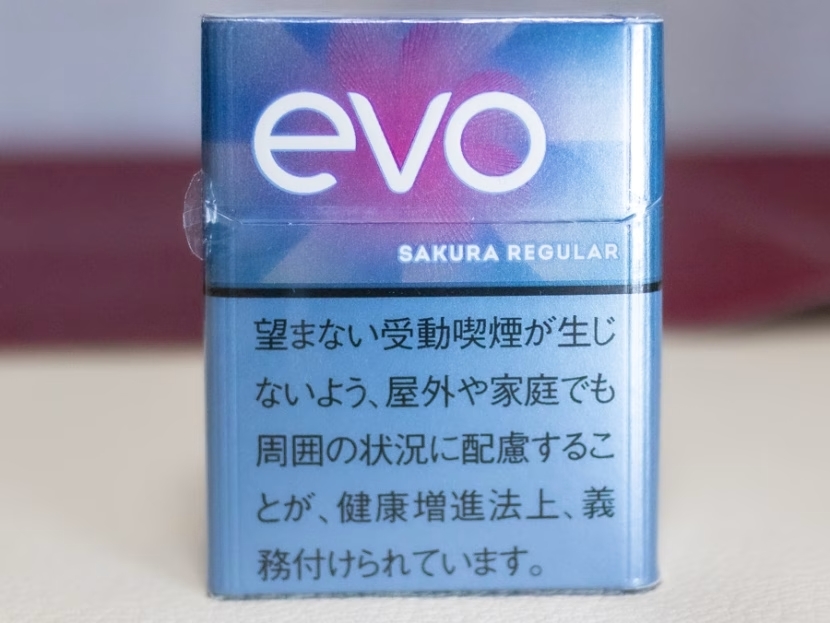 evo
SAKURA REGULAR
望まない受動喫煙が生じ
ないよう、屋外や家庭でも
周囲の状況に配慮するこ
とが、健康増進法上、義
務付けられています。